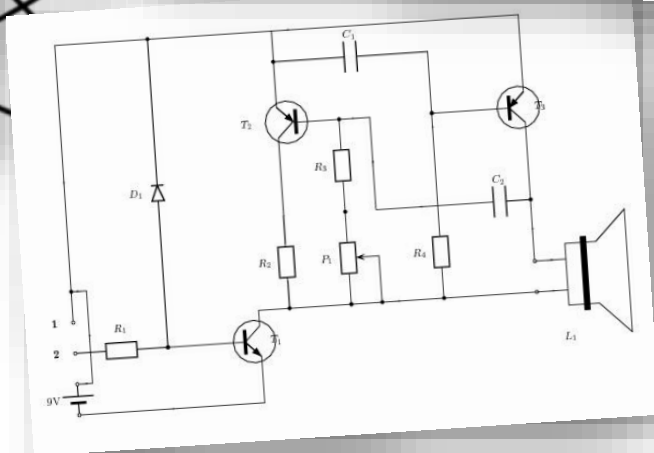 C₁
T₂
T₃
R₃
D₁
C₂
R₂
P₁
R₄
1
R₁
2
T₁
L₁
9V